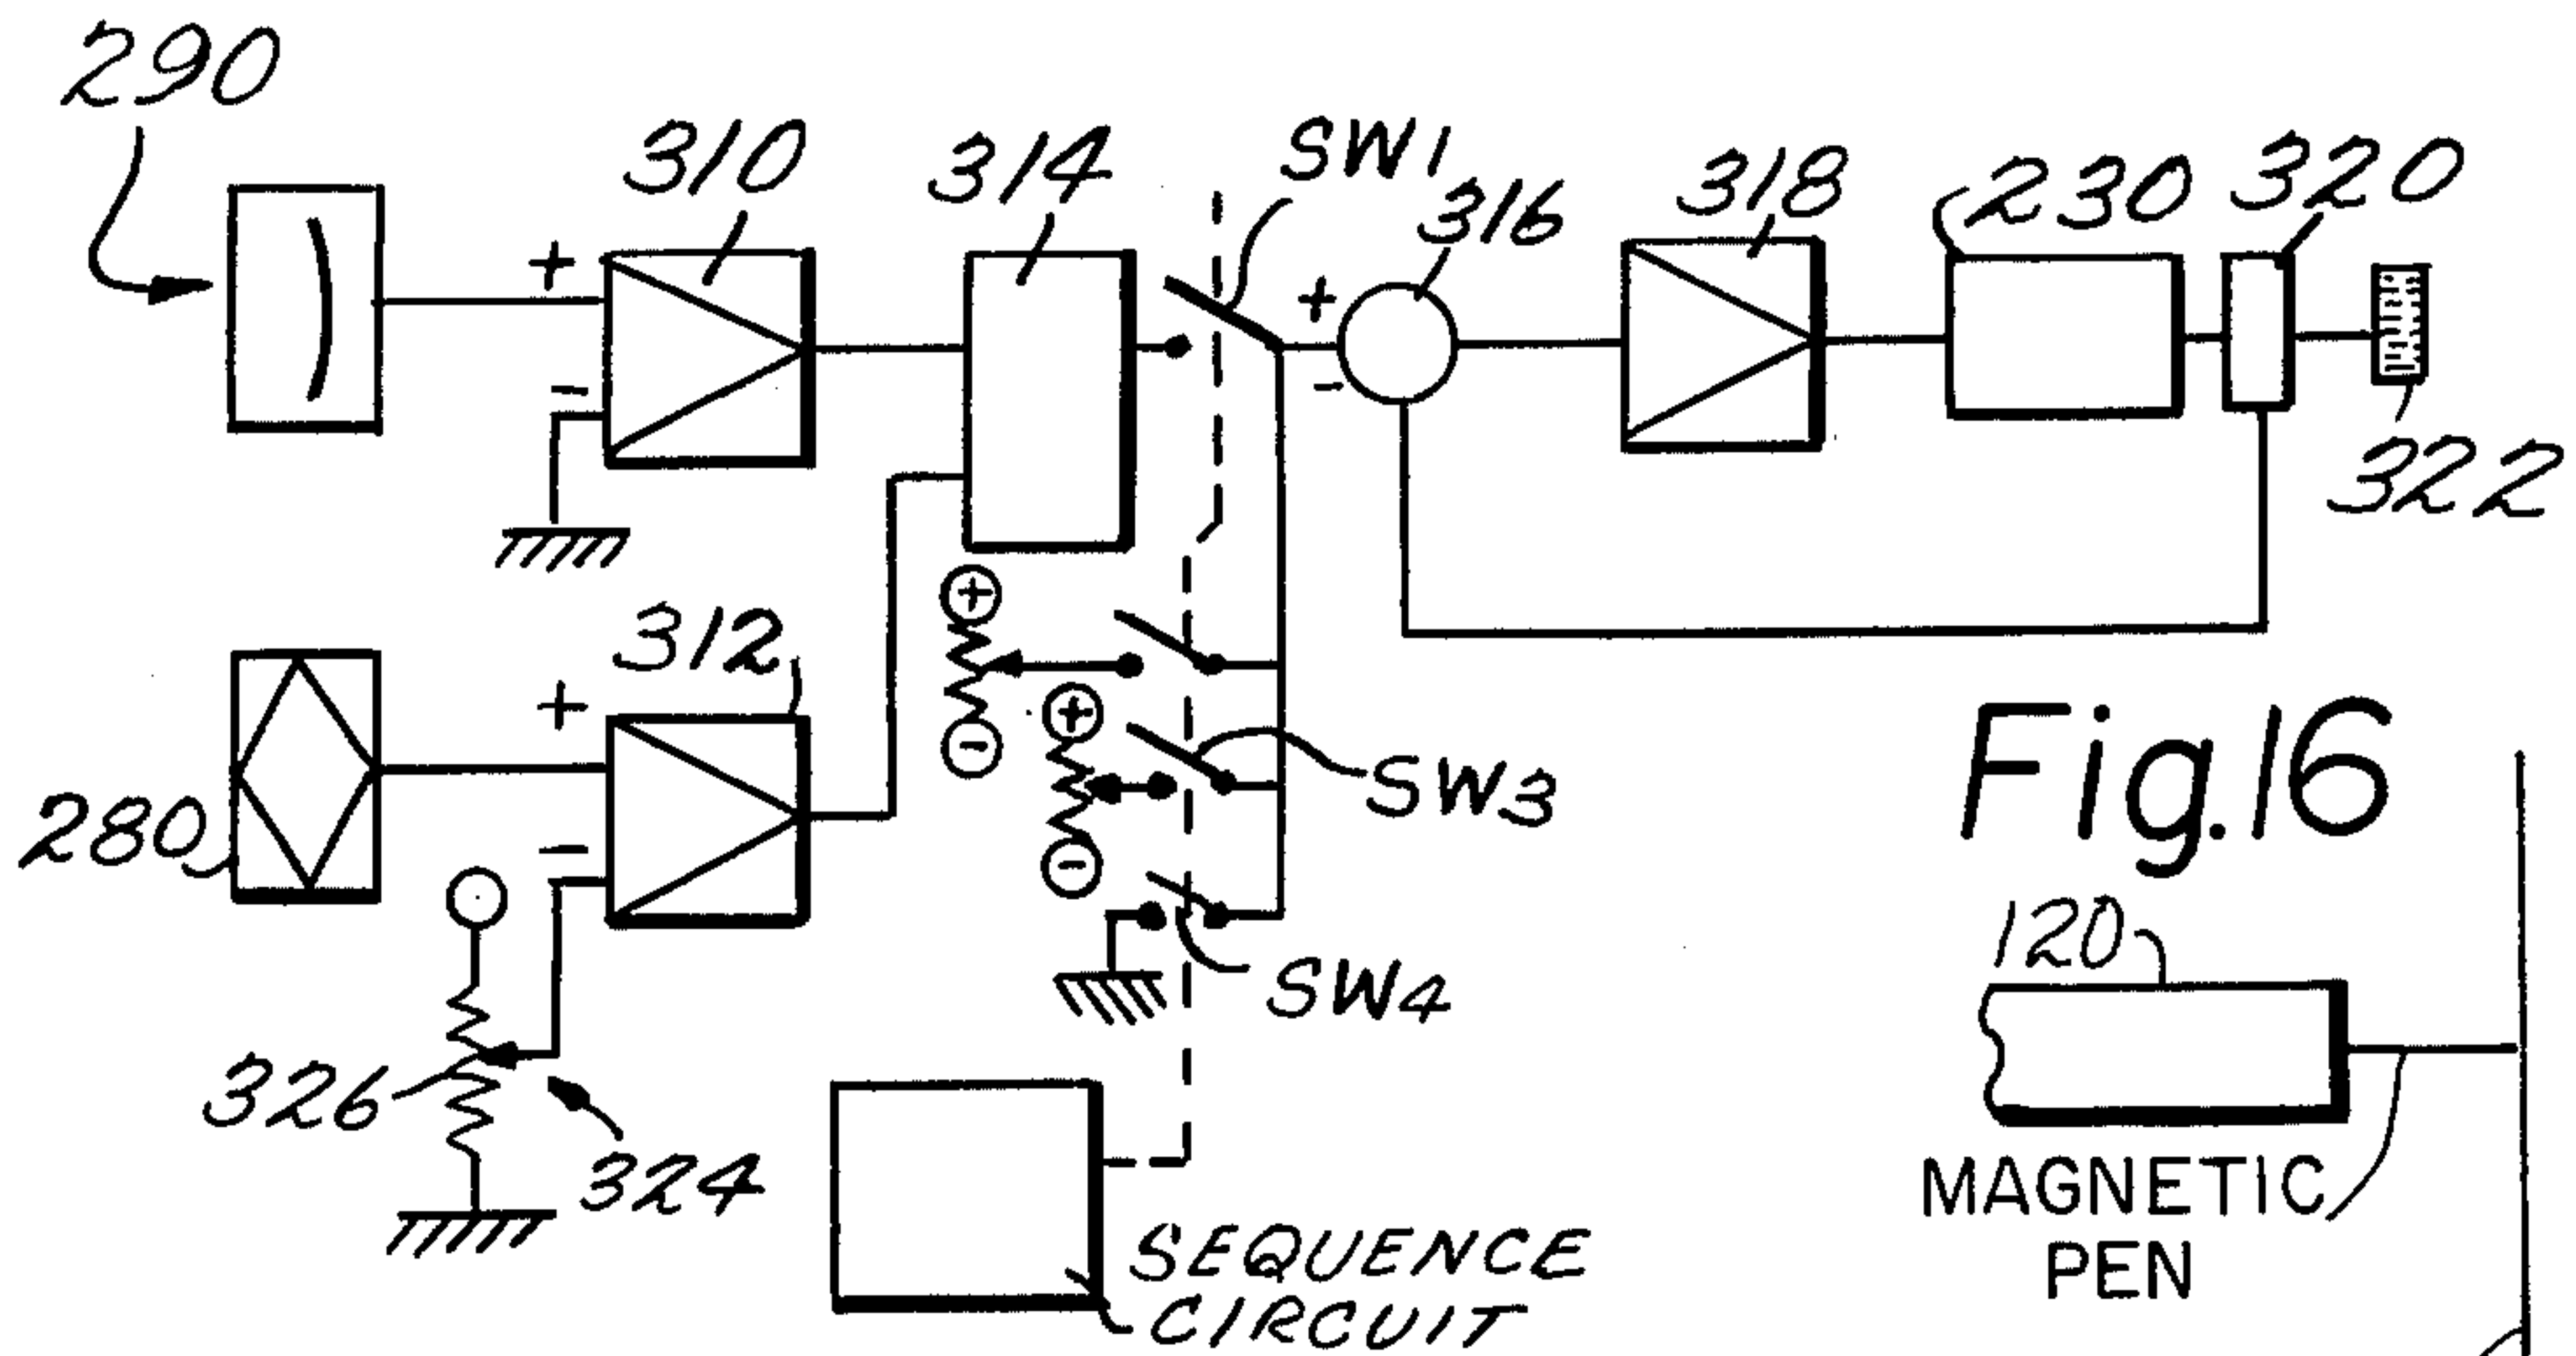 290
310
314
SW1
316
318
230
320
322
+
-
+
-
+
-
+
-
312
+
-
280
SW3
SW4
326
324
SEQUENCE
CIRCUIT
Fig.16
120
MAGNETIC
PEN